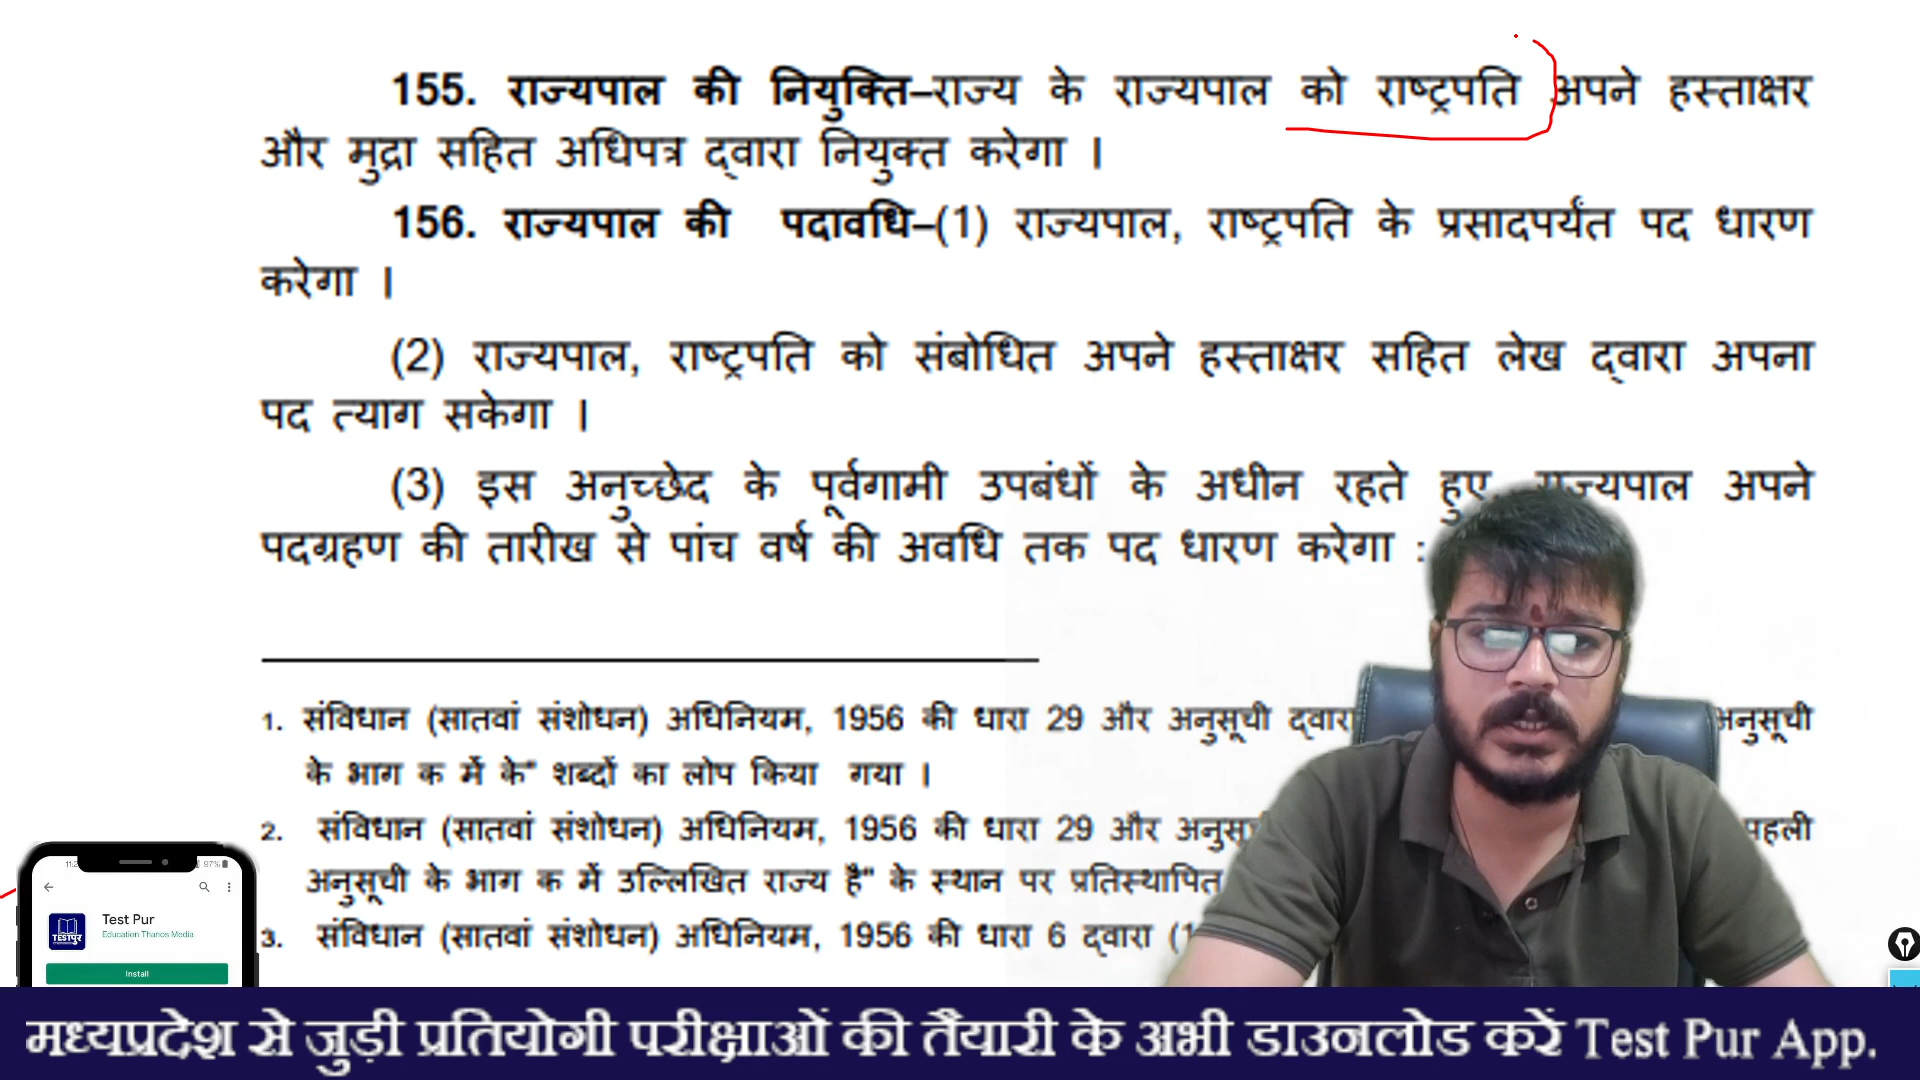 155. राज्यपाल की नियुक्ति–राज्य के राज्यपाल को राष्ट्रपति अपने हस्ताक्षर
और मुद्रा सहित अधिपत्र द्वारा नियुक्त करेगा ।
156. राज्यपाल की पदावधि–(1) राज्यपाल, राष्ट्रपति के प्रसादपर्यंत पद धारण
करेगा ।
(2) राज्यपाल, राष्ट्रपति को संबोधित अपने हस्ताक्षर सहित लेख द्वारा अपना
पद त्याग सकेगा ।
(3) इस अनुच्छेद के पूर्वगामी उपबंधों के अधीन रहते हुए, राज्यपाल अपने
पदग्रहण की तारीख से पांच वर्ष की अवधि तक पद धारण करेगा :
1. संविधान (सातवां संशोधन) अधिनियम, 1956 की धारा 29 और अनुसूची द्वारा अनुसूची
के भाग क में के" शब्दों का लोप किया गया ।
2. संविधान (सातवां संशोधन) अधिनियम, 1956 की धारा 29 और पहली
अनुसूची के भाग क में उल्लिखित राज्य है" के स्थान पर प्रतिस्थापित
3. संविधान (सातवां संशोधन) अधिनियम, 1956 की धारा 6 द्वारा (1
97%
Test Pur
Education Thanos Media
टेस्टपुर
Install
मध्यप्रदेश से जुड़ी प्रतियोगी परीक्षाओं की तैयारी के अभी डाउनलोड करें Test Pur App.